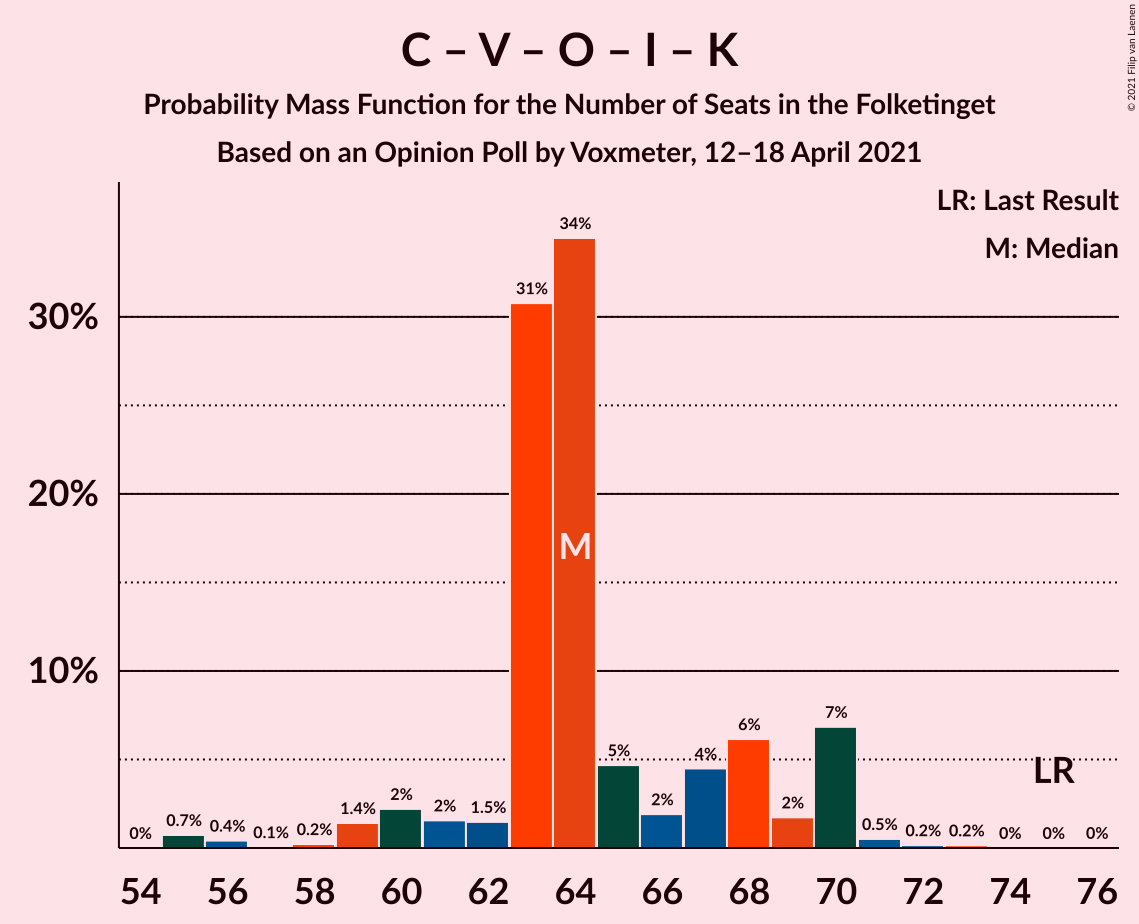 C – V – O – I – K
Probability Mass Function for the Number of Seats in the Folketinget
Based on an Opinion Poll by Voxmeter, 12–18 April 2021
© 2021 Filip van Laenen
LR: Last Result
M: Median
30%
20%
10%
0% 0.7% 0.4% 0.1% 0.2% 1.4% 2% 2% 1.5% 31% 34% 5% 2% 4% 6% 2% 7% 0.5% 0.2% 0.2% 0% 0% 0%
M
LR
54 56 58 60 62 64 66 68 70 72 74 76